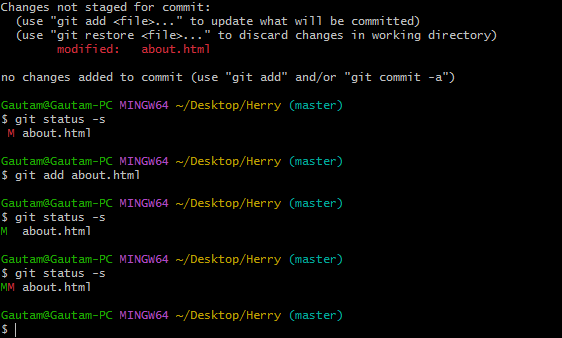 Changes not staged for commit:
  (use "git add <file>..." to update what will be committed)
  (use "git restore <file>..." to discard changes in working directory)
        modified:   about.html

no changes added to commit (use "git add" and/or "git commit -a")

Gautam@Gautam-PC MINGW64 ~/Desktop/Herry (master)
$ git status -s
 M about.html

Gautam@Gautam-PC MINGW64 ~/Desktop/Herry (master)
$ git add about.html

Gautam@Gautam-PC MINGW64 ~/Desktop/Herry (master)
$ git status -s
M  about.html

Gautam@Gautam-PC MINGW64 ~/Desktop/Herry (master)
$ git status -s
MM about.html

Gautam@Gautam-PC MINGW64 ~/Desktop/Herry (master)
$